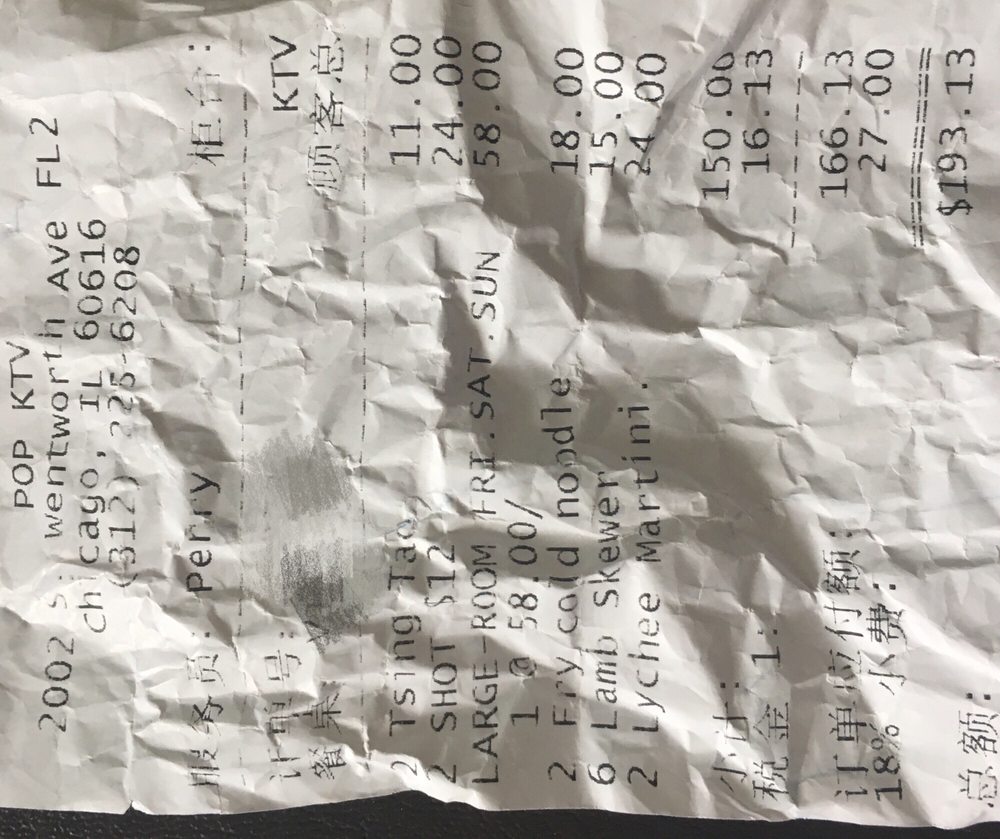 POP KTV
2002 s. wentworth Ave FL2
chicago, IL 60616
(312) 225-6208
服务员: Perry 柜台:
订单号: KTV
餐桌 顾客总
2 Tsing Tao 11.00
2 SHOT $12 24.00
LARGE-ROOM FRI.SAT.SUN 58.00
1 @ 58.00/
2 Fry cold noodle 18.00
6 Lamb Skewer 15.00
2 Lychee Martini. 24.00
小计: 150.00
税金 1: 16.13
订单应付额: 166.13
18% 小费: 27.00
总额: $193.13